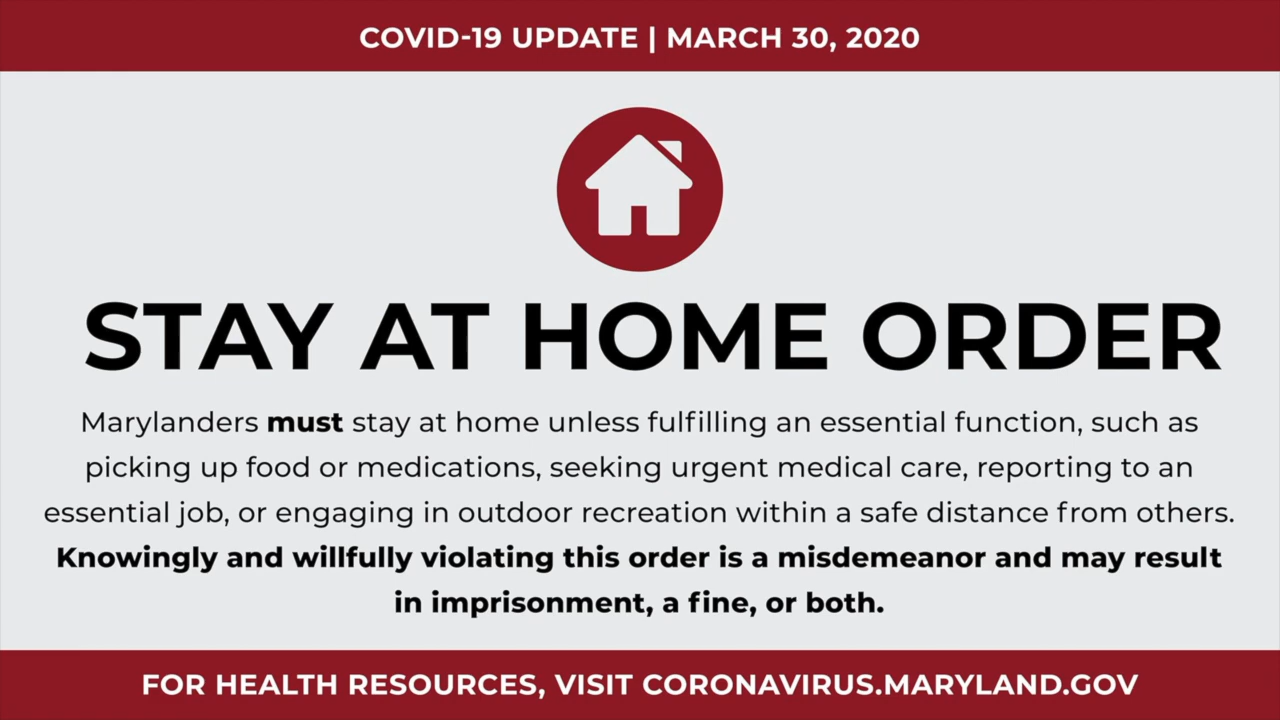 COVID-19 UPDATE | MARCH 30, 2020
STAY AT HOME ORDER
Marylanders must stay at home unless fulfilling an essential function, such as
picking up food or medications, seeking urgent medical care, reporting to an
essential job, or engaging in outdoor recreation within a safe distance from others.
Knowingly and willfully violating this order is a misdemeanor and may result
in imprisonment, a fine, or both.
FOR HEALTH RESOURCES, VISIT CORONAVIRUS.MARYLAND.GOV